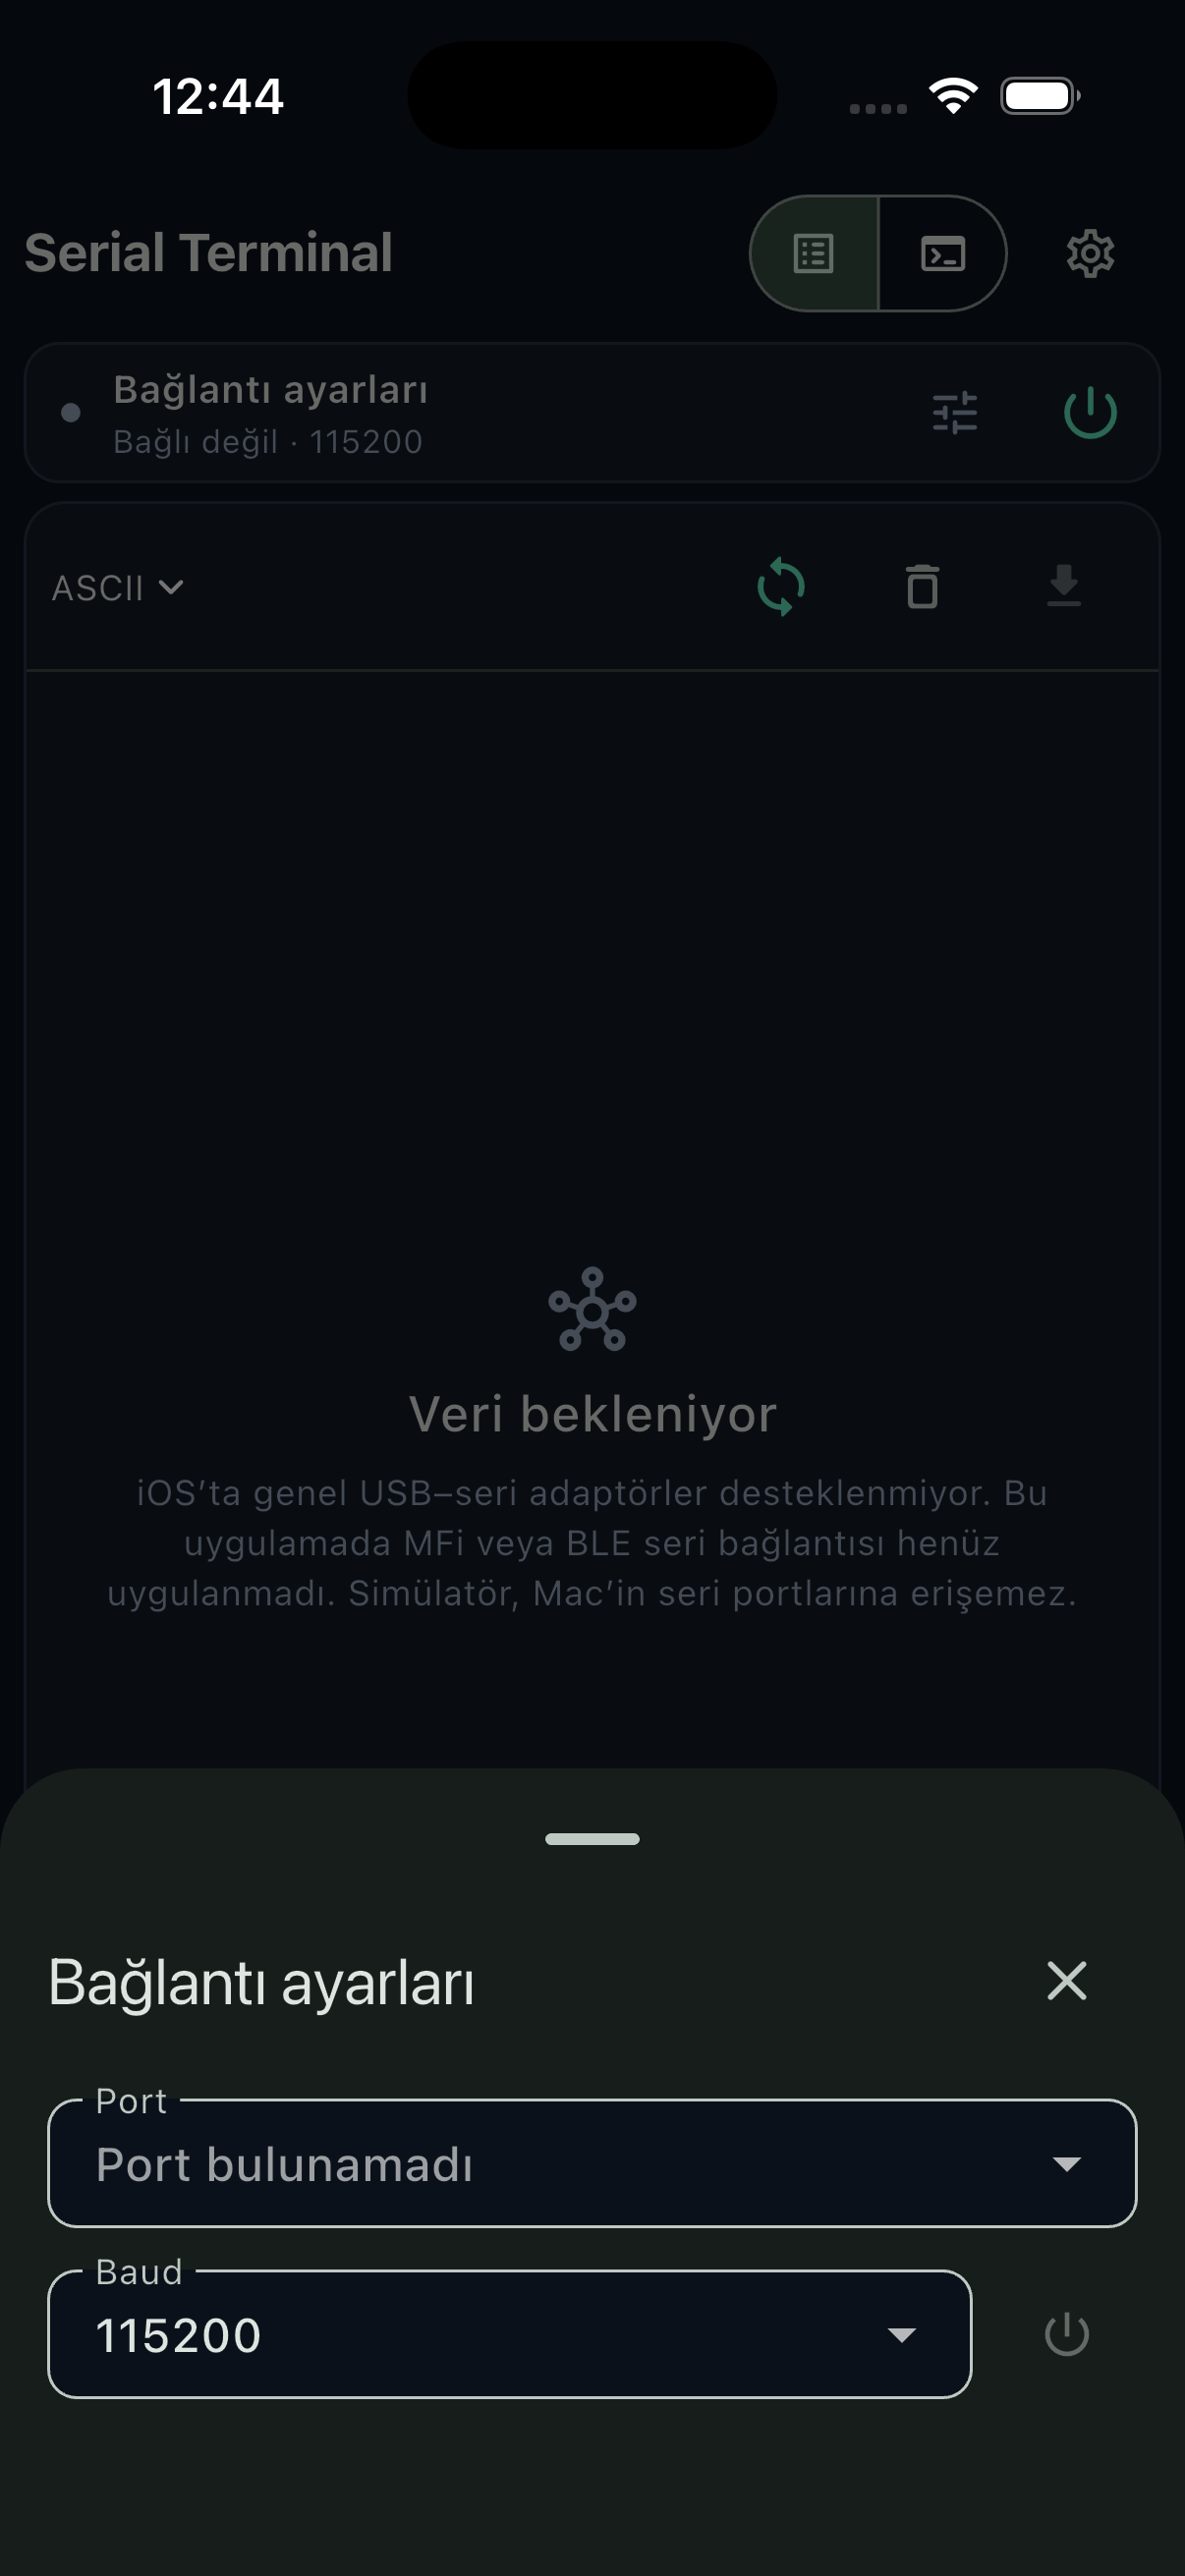 12:44
Serial Terminal
Bağlantı ayarları
Bağlı değil · 115200
ASCII
Veri bekleniyor
iOS’ta genel USB–seri adaptörler desteklenmiyor. Bu
uygulamada MFi veya BLE seri bağlantısı henüz
uygulanmadı. Simülatör, Mac’in seri portlarına erişemez.
Bağlantı ayarları
Port
Port bulunamadı
Baud
115200